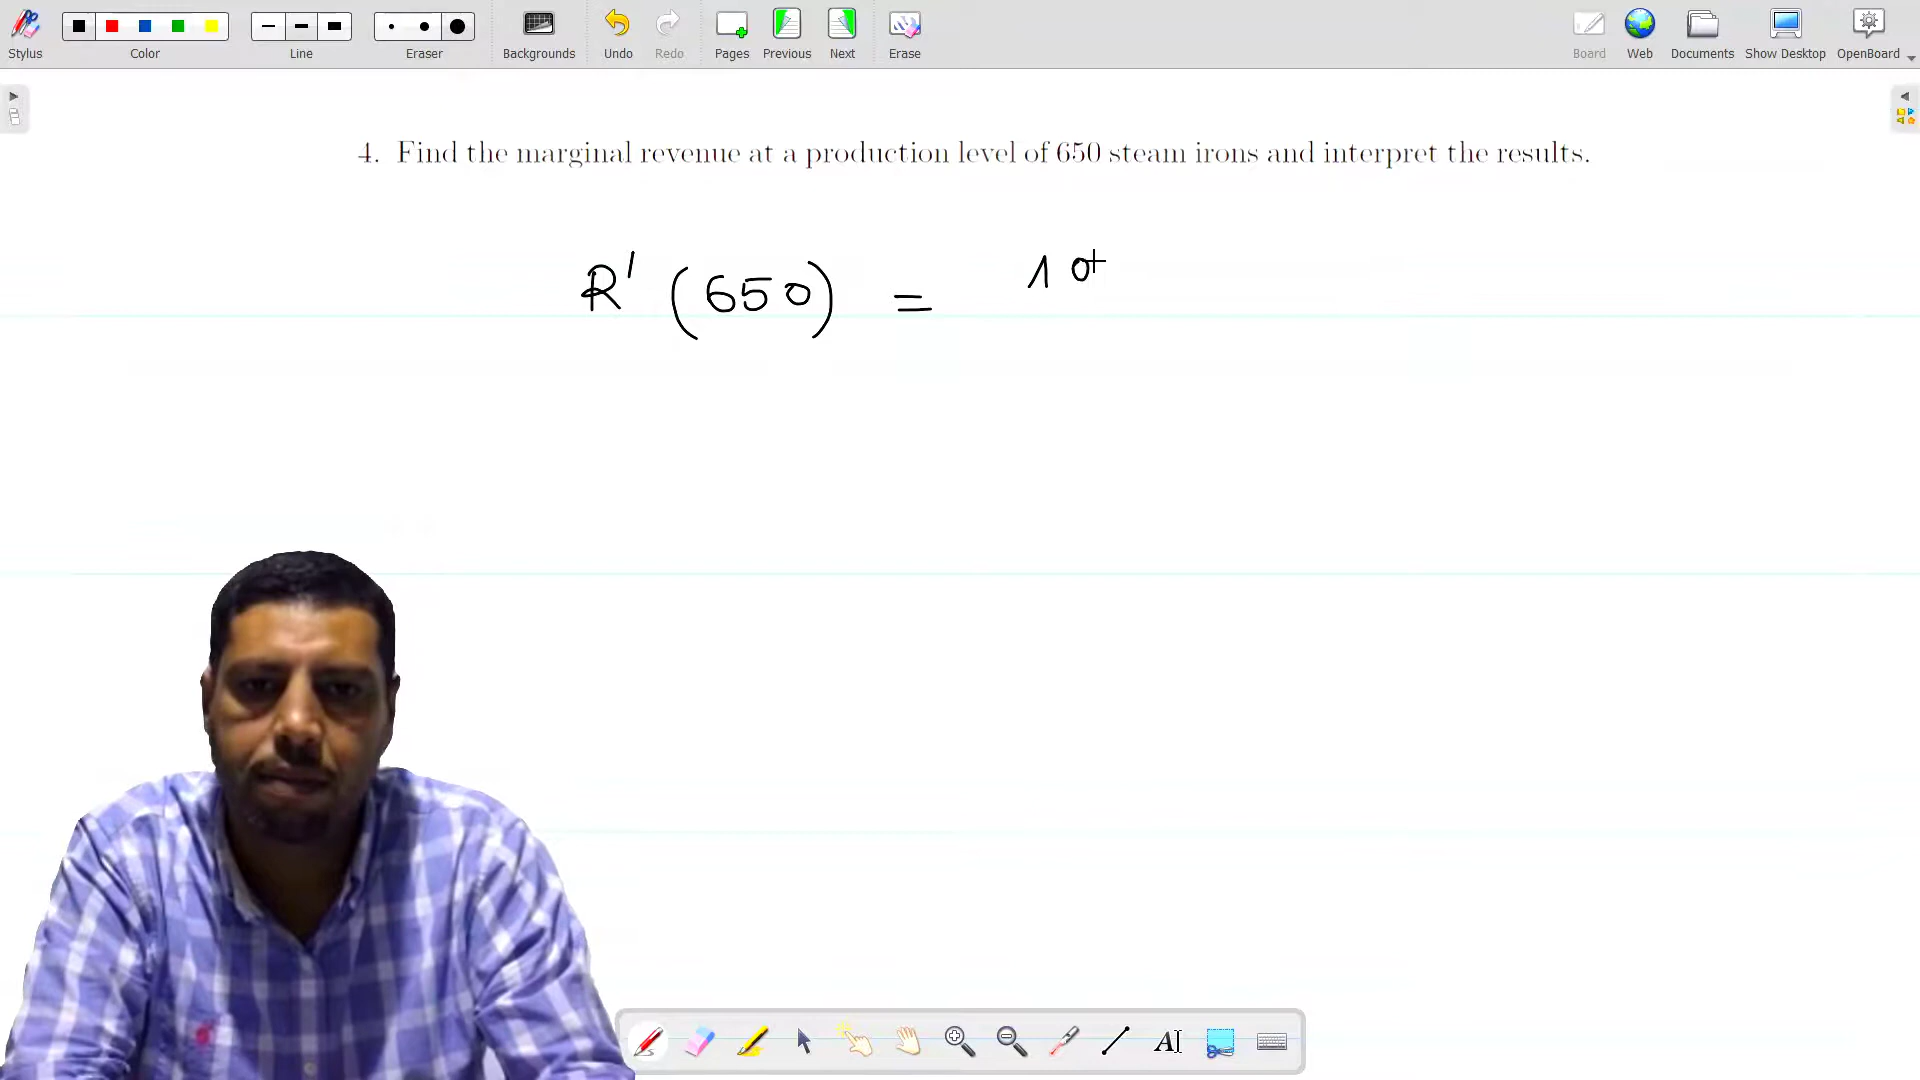 Stylus Color Line Eraser Backgrounds Undo Redo Pages Previous Next Erase Board Web Documents Show Desktop OpenBoard
4. Find the marginal revenue at a production level of 650 steam irons and interpret the results.
R' (650) = 10